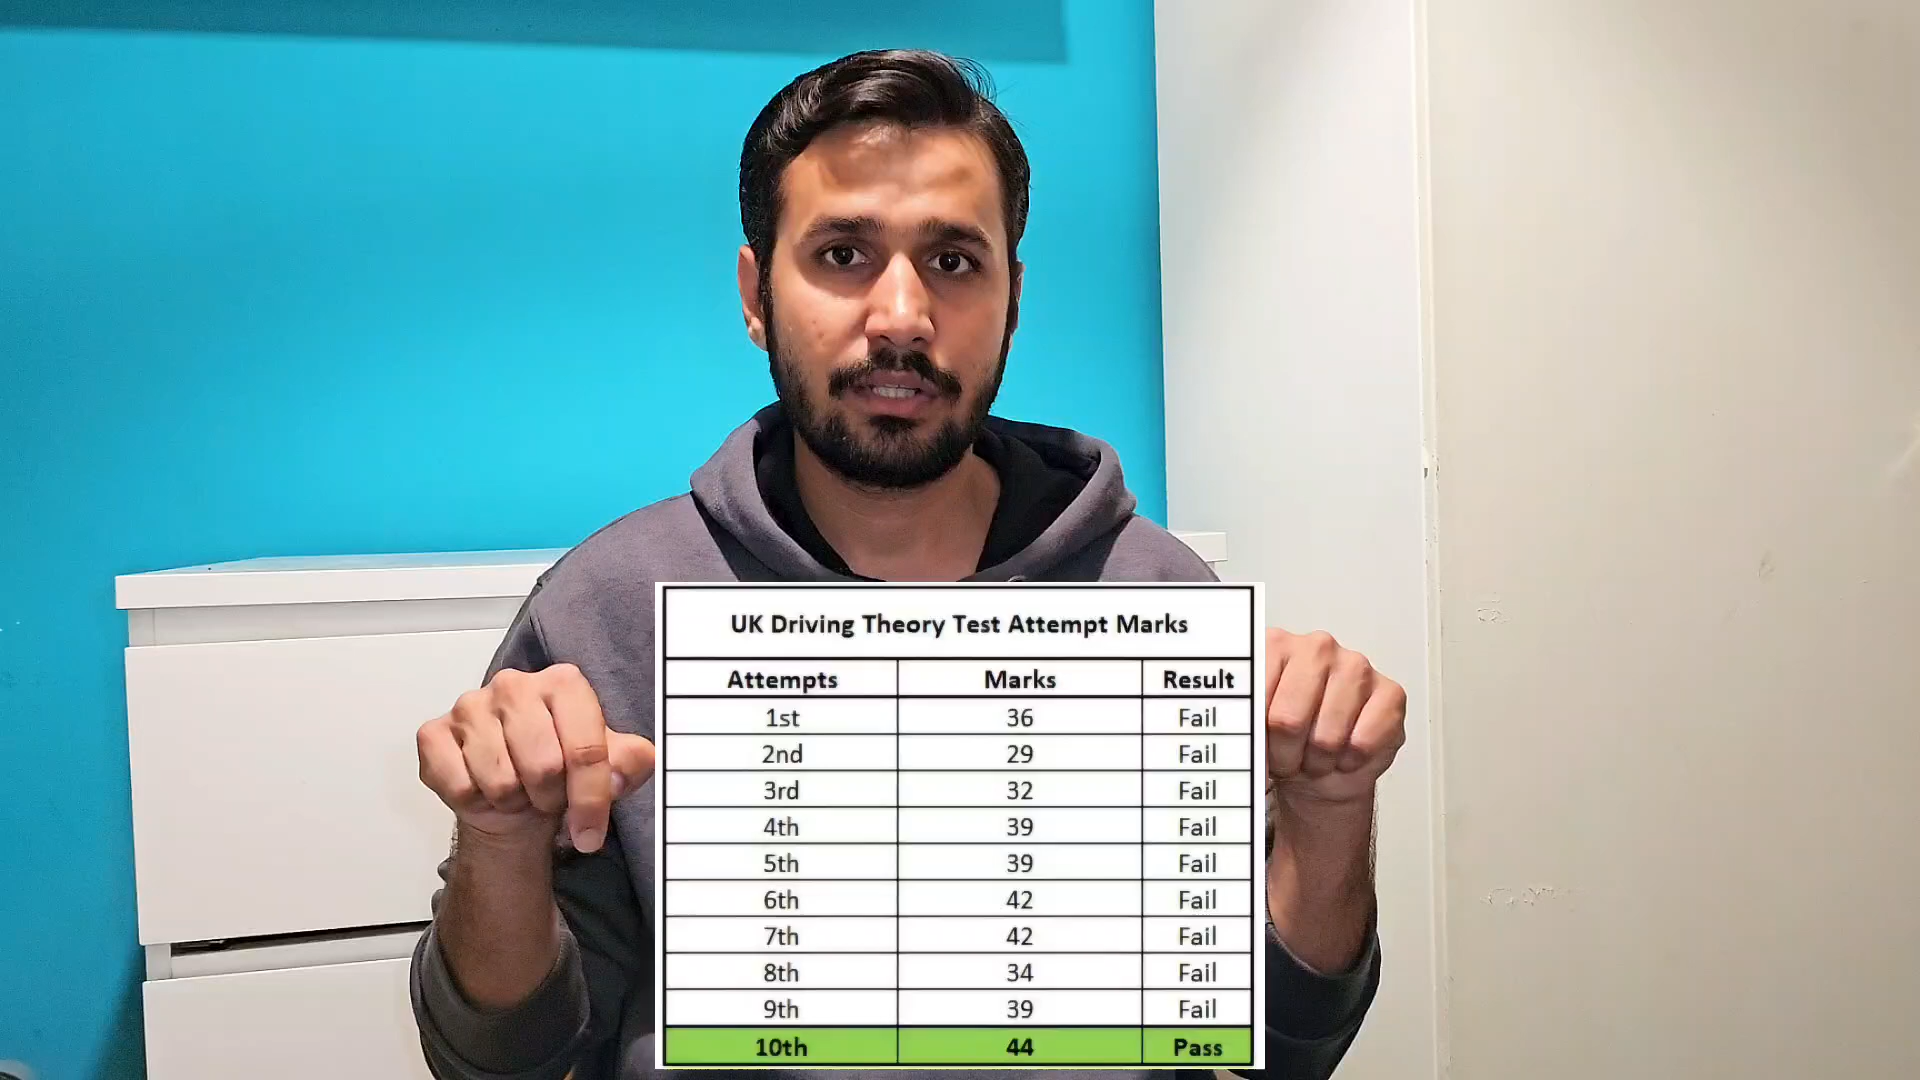 UK Driving Theory Test Attempt Marks
Attempts Marks Result
1st 36 Fail
2nd 29 Fail
3rd 32 Fail
4th 39 Fail
5th 39 Fail
6th 42 Fail
7th 42 Fail
8th 34 Fail
9th 39 Fail
10th 44 Pass